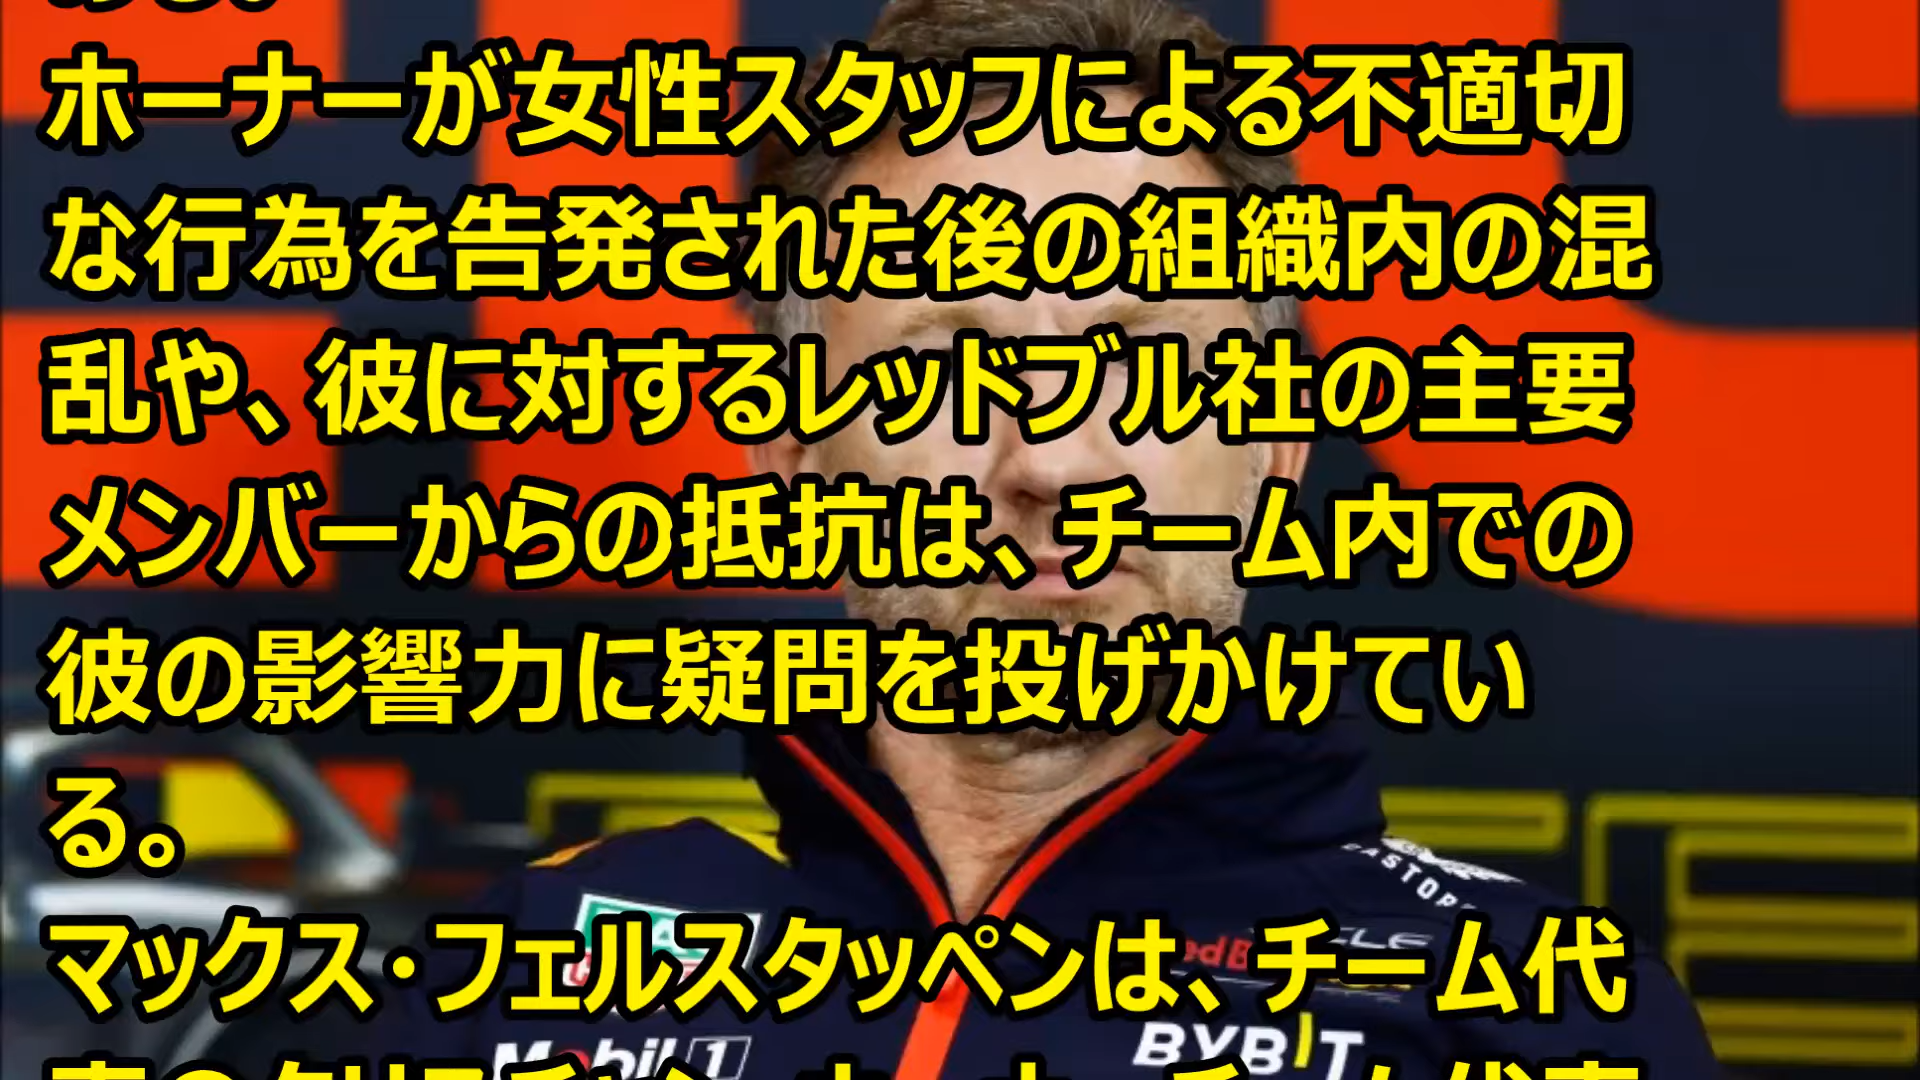 ホーナーが女性スタッフによる不適切
な行為を告発された後の組織内の混
乱や、彼に対するレッドブル社の主要
メンバーからの抵抗は、チーム内での
彼の影響力に疑問を投げかけてい
る。
マックス・フェルスタッペンは、チーム代
CASTOR
Mobil 1
BYBIT